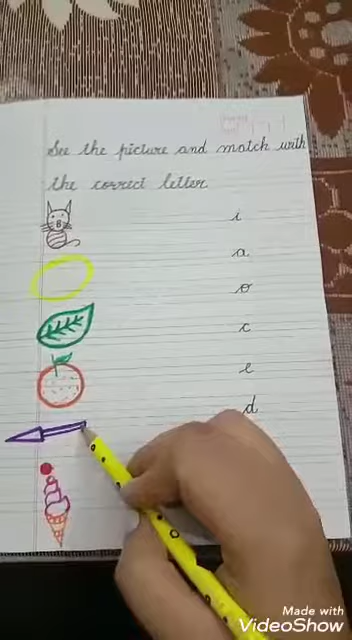 See the picture and match with
the correct letter.
i
a
o
c
e
d
Made with
VideoShow